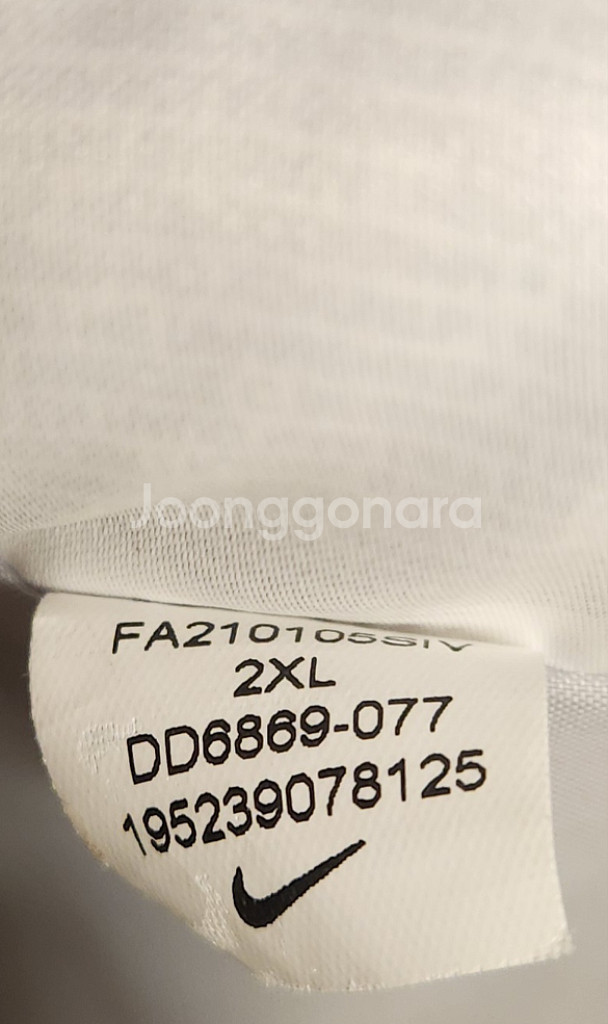 Joonggonara
FA210105SIV
2XL
DD6869-077
195239078125